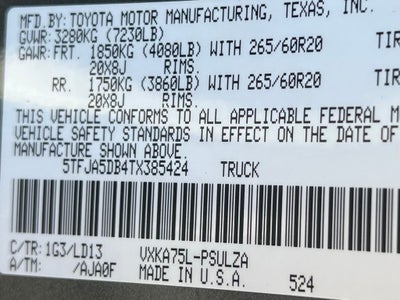 MFD.BY: TOYOTA MOTOR MANUFACTURING, TEXAS, INC.
GVWR: 3280KG (7230LB)
GAWR: FRT. 1850KG (4080LB) WITH 265/60R20 TIR
20X8J RIMS.
RR. 1750KG (3860LB) WITH 265/60R20 TIR
20X8J RIMS.
THIS VEHICLE CONFORMS TO ALL APPLICABLE FEDERAL M
VEHICLE SAFETY STANDARDS IN EFFECT ON THE DATE OF
MANUFACTURE SHOWN ABOVE.
5TFJA5DB4TX385424 TRUCK
C/TR: 1G3/LD13 VXKA75L-PSULZA
A/TM: /AJA0F MADE IN U.S.A. 524